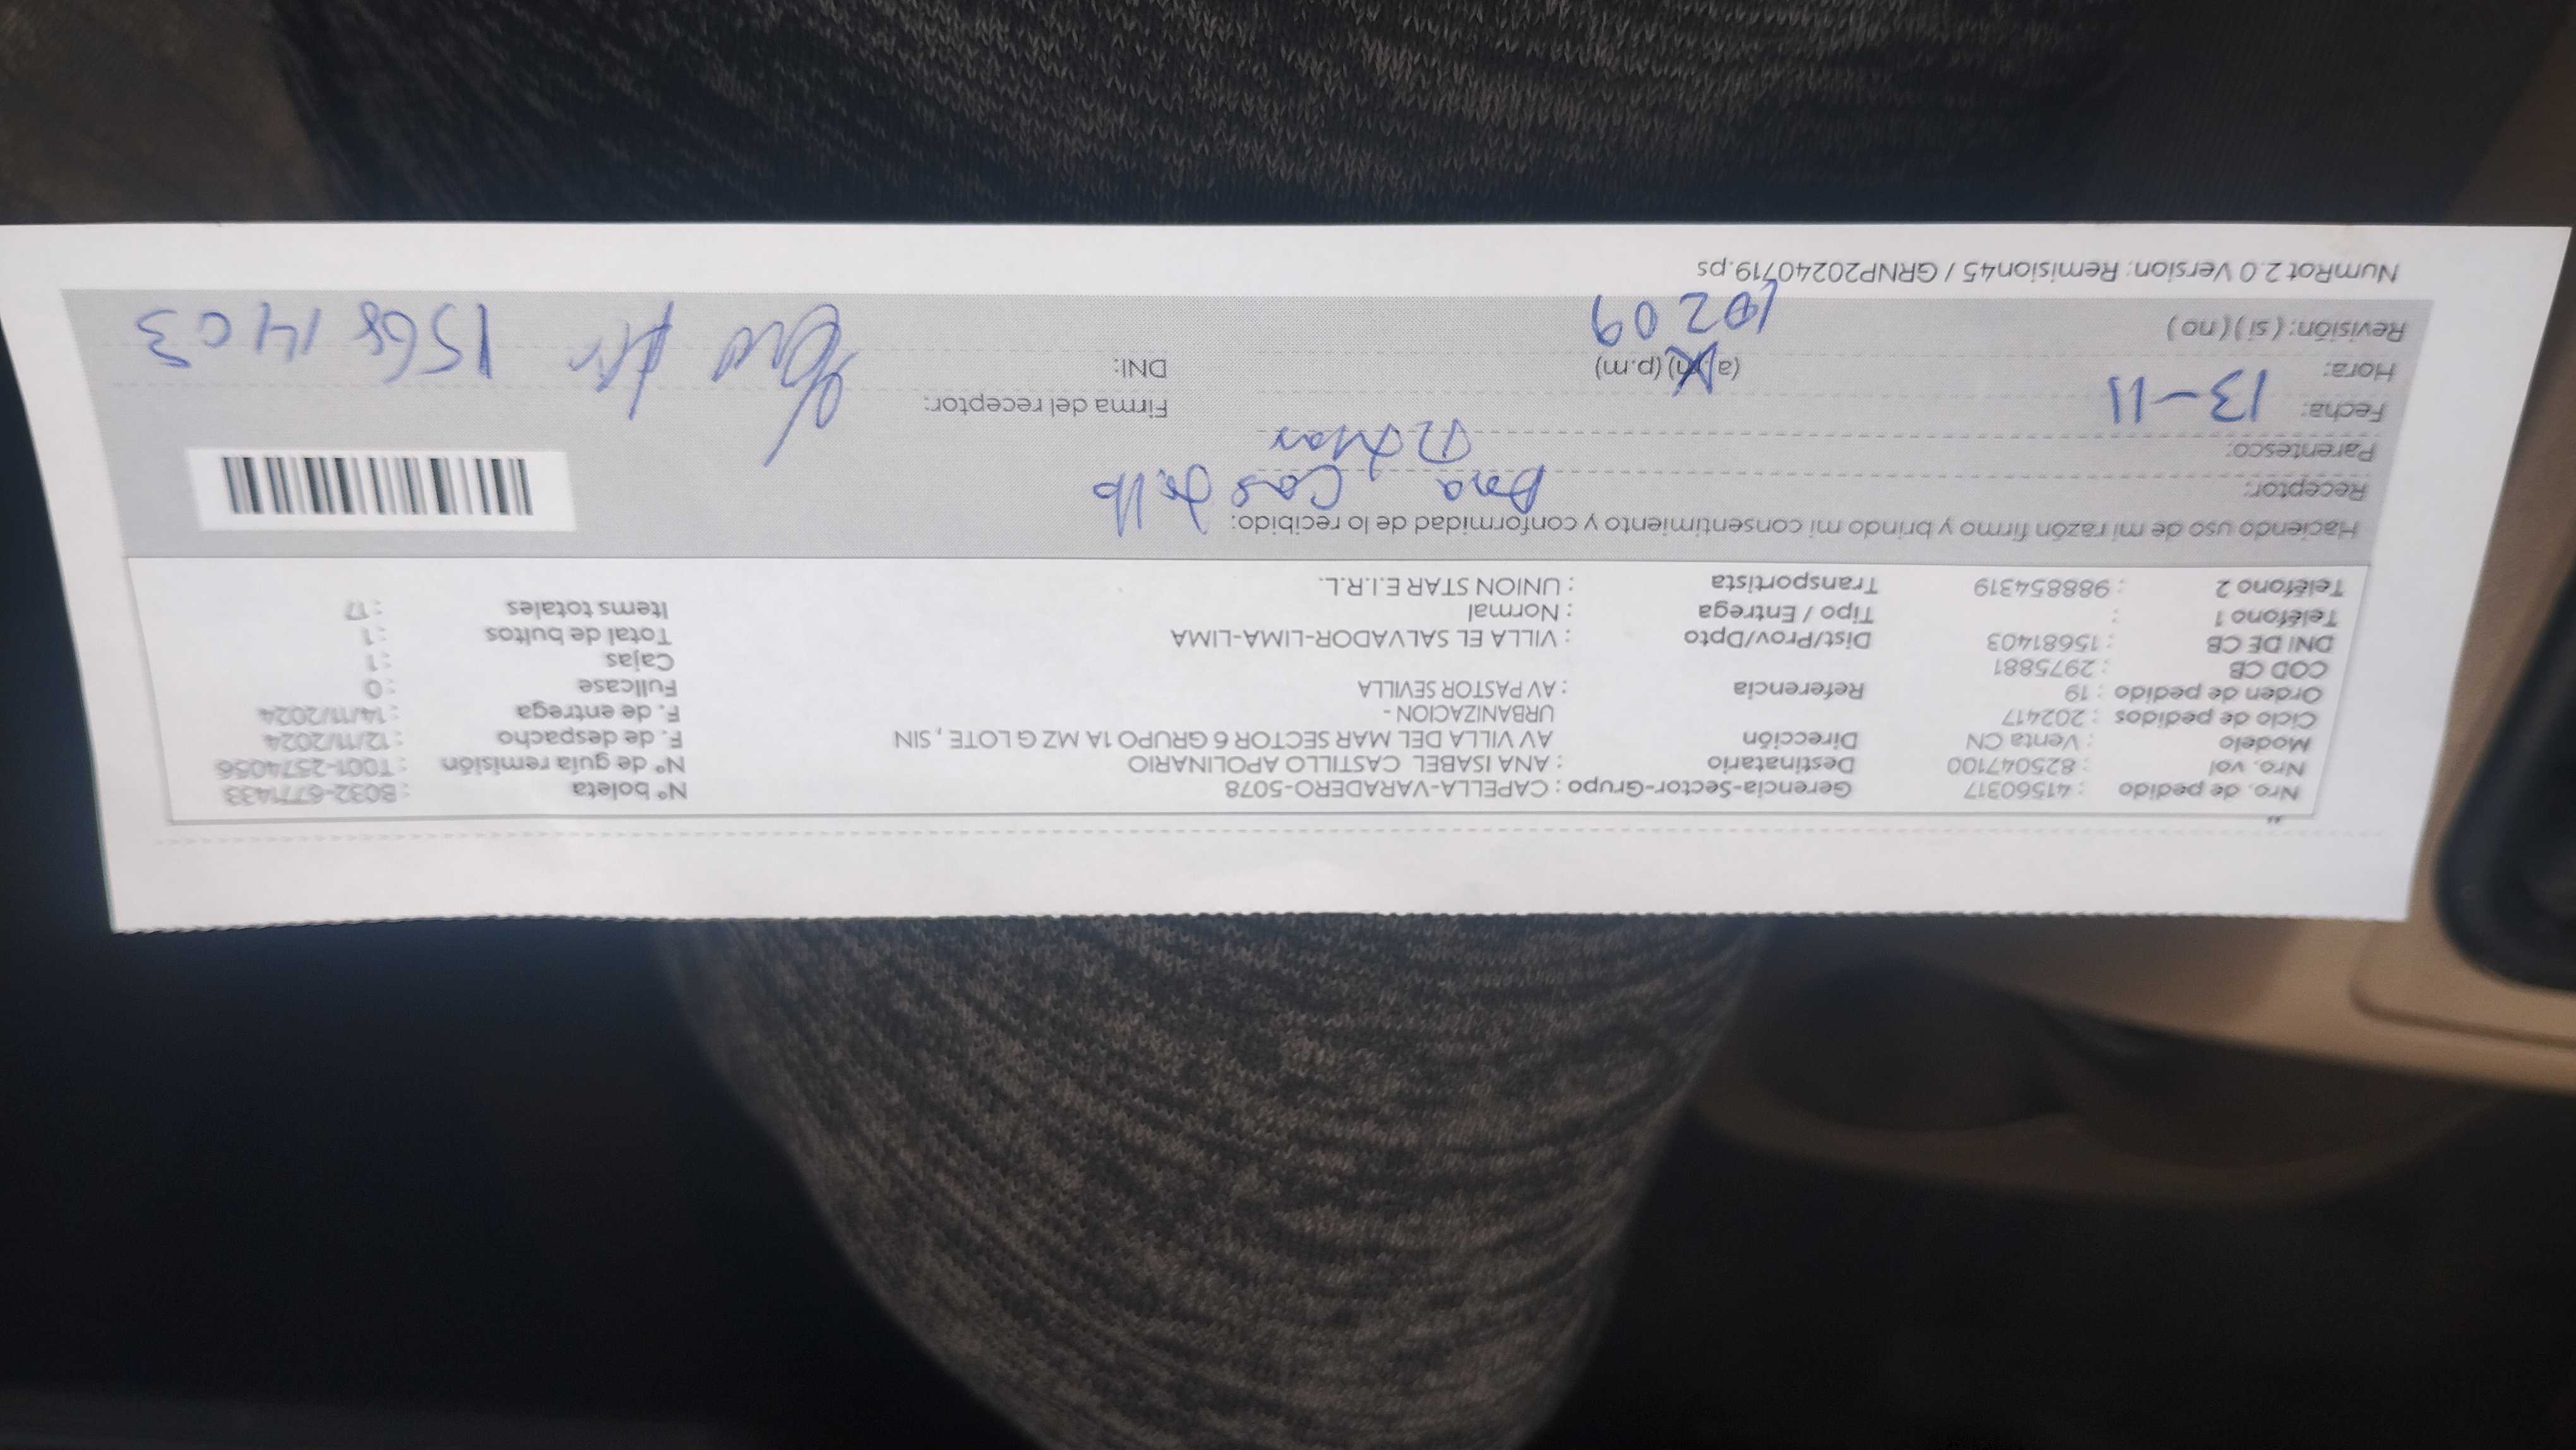 Nro. de pedido : 41560317 Gerencia-Sector-Grupo : CAPELLA-VARADERO-5078 Nº boleta : B032-6771433
Nro. vol : 825047100 Destinatario : ANA ISABEL CASTILLO APOLINARIO Nº de guía remisión : T001-2574056
Modelo : Venta CN Dirección AV VILLA DEL MAR SECTOR 6 GRUPO 1A MZ G LOTE , SIN F. de despacho : 12/11/2024
Ciclo de pedidos : 202417 URBANIZACION - F. de entrega : 14/11/2024
Orden de pedido : 19 Referencia : AV PASTOR SEVILLA Fullcase : 0
COD CB : 2975881 Cajas : 1
DNI DE CB : 15681403 Dist/Prov/Dpto : VILLA EL SALVADOR-LIMA-LIMA Total de bultos : 1
Teléfono 1 : Tipo / Entrega : Normal Items totales : 17
Teléfono 2 : 988854319 Transportista : UNION STAR E.I.R.L.
Haciendo uso de mi razón firmo y brindo mi consentimiento y conformidad de lo recibido:
Receptor:
Parentesco:
Fecha: 13-11 Firma del receptor:
Hora: (a.m) (p.m) DNI: 15681403
Revisión: ( si ) ( no ) 10209
NumRot 2.0 Version: Remision45 / GRNP20240719.ps